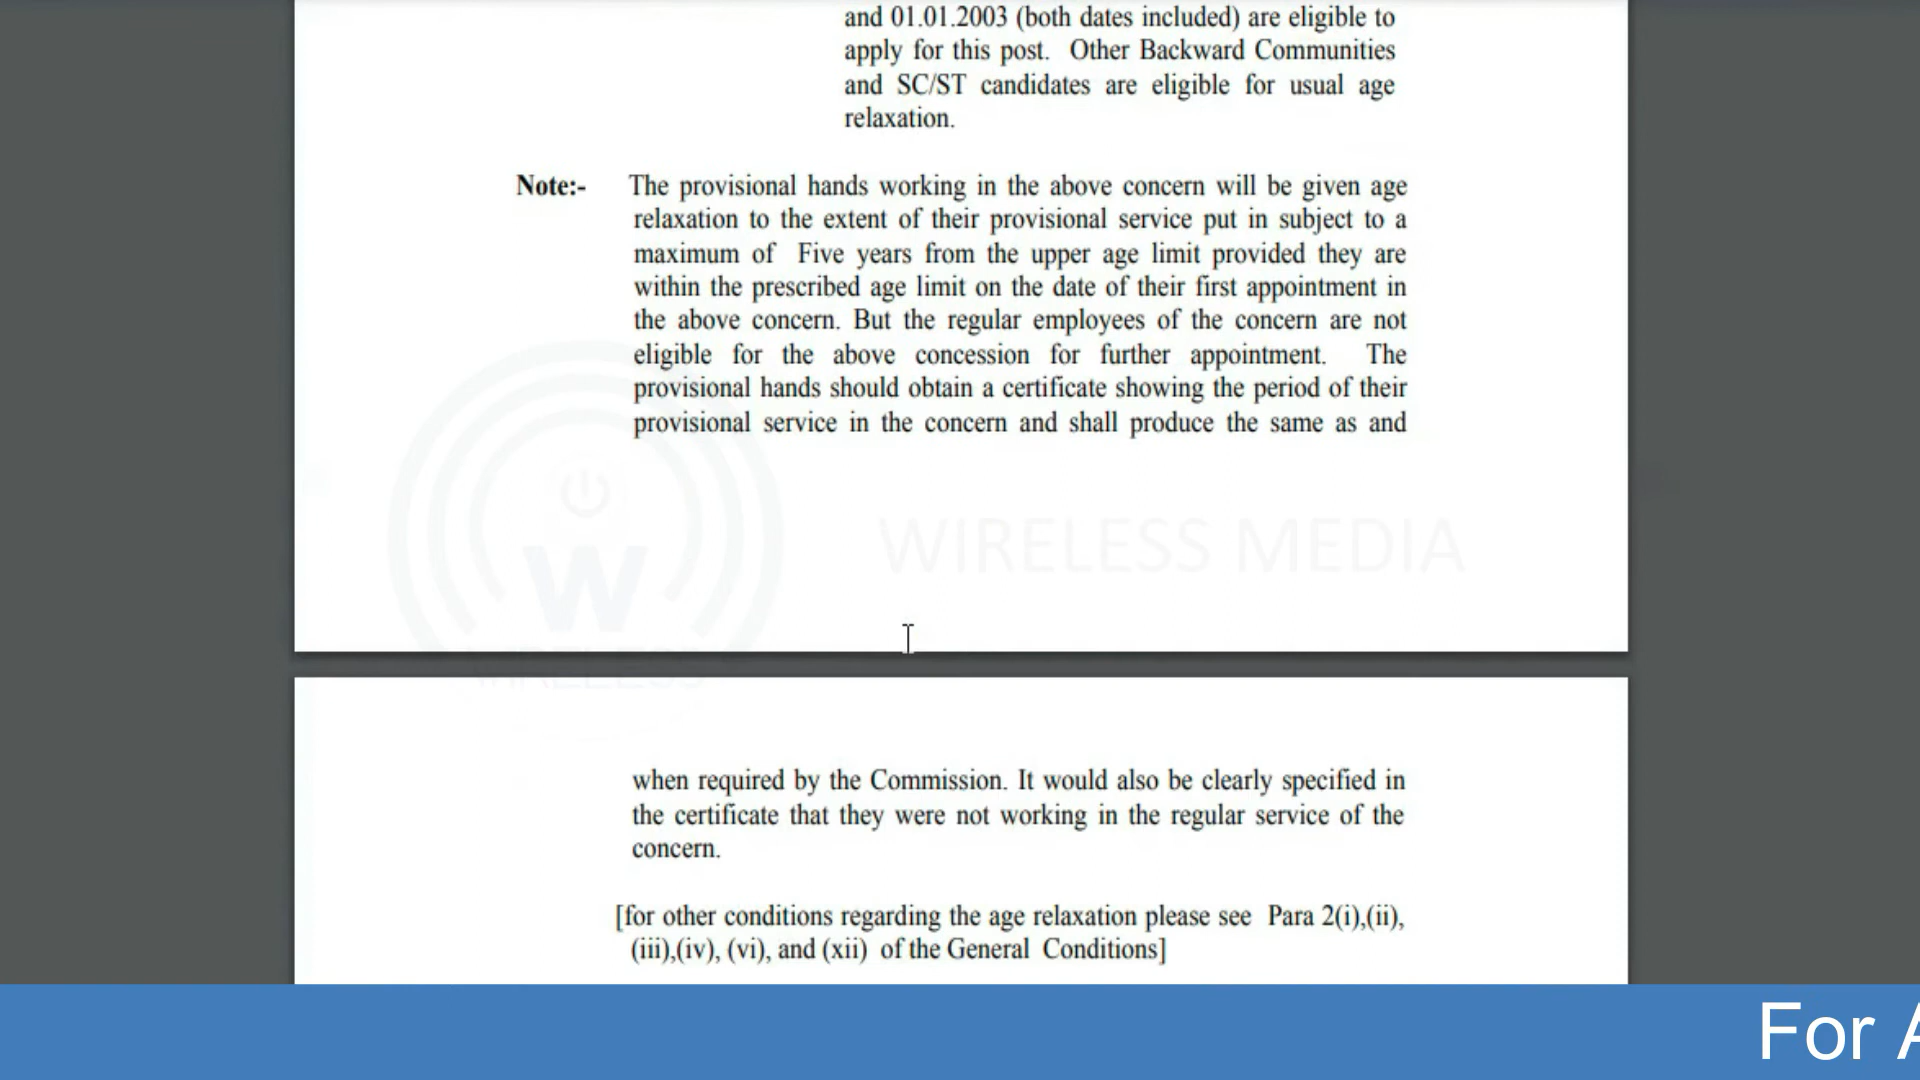 and 01.01.2003 (both dates included) are eligible to
apply for this post. Other Backward Communities
and SC/ST candidates are eligible for usual age
relaxation.
Note:- The provisional hands working in the above concern will be given age
relaxation to the extent of their provisional service put in subject to a
maximum of Five years from the upper age limit provided they are
within the prescribed age limit on the date of their first appointment in
the above concern. But the regular employees of the concern are not
eligible for the above concession for further appointment. The
provisional hands should obtain a certificate showing the period of their
provisional service in the concern and shall produce the same as and
W
WIRELESS MEDIA
WIRELESS
when required by the Commission. It would also be clearly specified in
the certificate that they were not working in the regular service of the
concern.
[for other conditions regarding the age relaxation please see Para 2(i),(ii),
(iii),(iv), (vi), and (xii) of the General Conditions]
For A